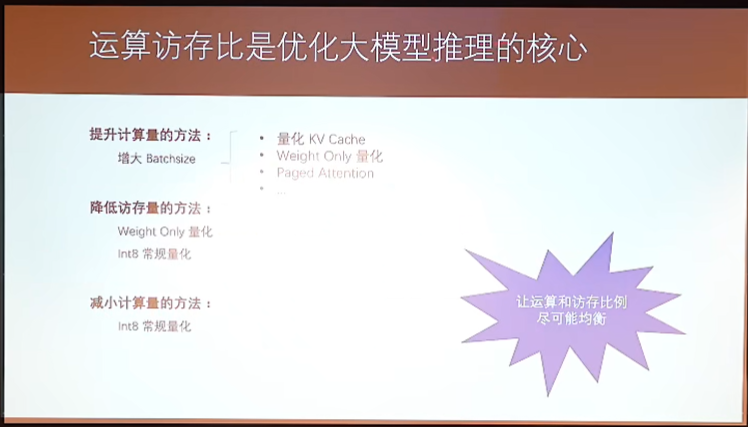 运算访存比是优化大模型推理的核心
提升计算量的方法：
增大 Batchsize
• 量化 KV Cache
• Weight Only 量化
• Paged Attention
• ...
降低访存量的方法：
Weight Only 量化
Int8 常规量化
减小计算量的方法：
Int8 常规量化
让运算和访存比例
尽可能均衡